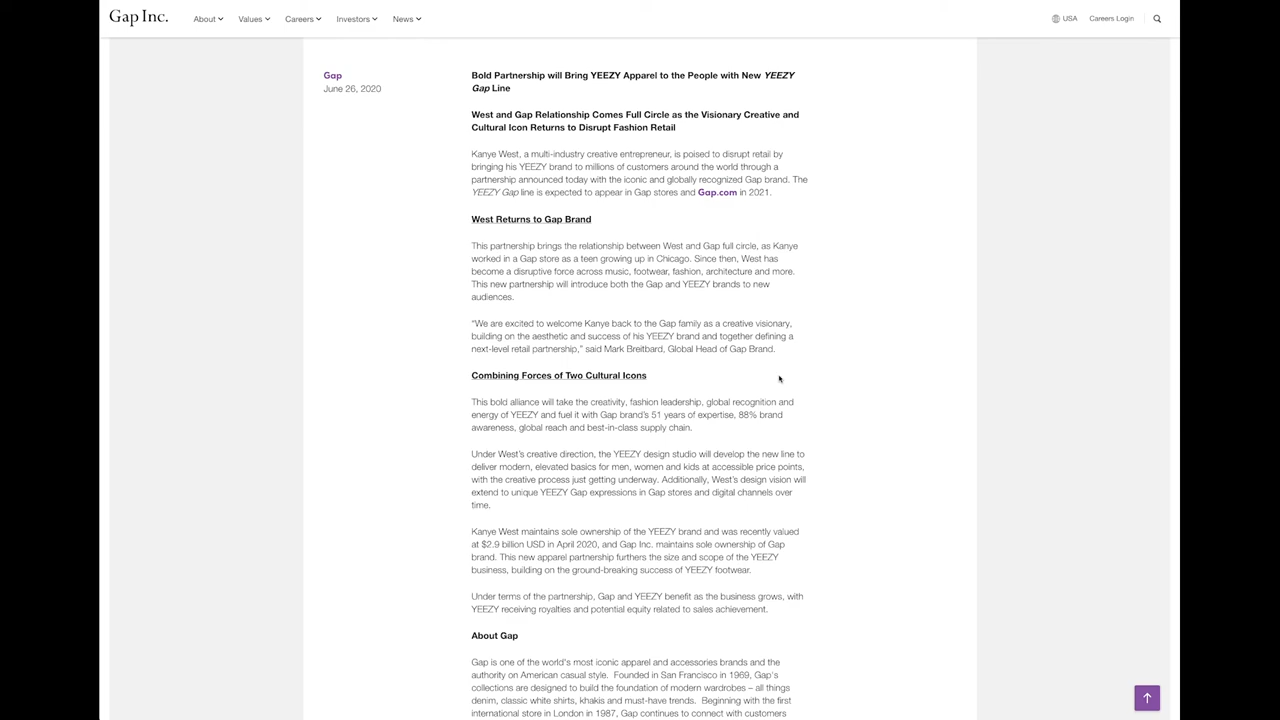 Gap Inc.
About Values Careers Investors News
USA Careers Login
Gap
June 26, 2020
Bold Partnership will Bring YEEZY Apparel to the People with New YEEZY
Gap Line
West and Gap Relationship Comes Full Circle as the Visionary Creative and
Cultural Icon Returns to Disrupt Fashion Retail
Kanye West, a multi-industry creative entrepreneur, is poised to disrupt retail by
bringing his YEEZY brand to millions of customers around the world through a
partnership announced today with the iconic and globally recognized Gap brand. The
YEEZY Gap line is expected to appear in Gap stores and Gap.com in 2021.
West Returns to Gap Brand
This partnership brings the relationship between West and Gap full circle, as Kanye
worked in a Gap store as a teen growing up in Chicago. Since then, West has
become a disruptive force across music, footwear, fashion, architecture and more.
This new partnership will introduce both the Gap and YEEZY brands to new
audiences.
“We are excited to welcome Kanye back to the Gap family as a creative visionary,
building on the aesthetic and success of his YEEZY brand and together defining a
next-level retail partnership,” said Mark Breitbard, Global Head of Gap Brand.
Combining Forces of Two Cultural Icons
This bold alliance will take the creativity, fashion leadership, global recognition and
energy of YEEZY and fuel it with Gap brand's 51 years of expertise, 88% brand
awareness, global reach and best-in-class supply chain.
Under West's creative direction, the YEEZY design studio will develop the new line to
deliver modern, elevated basics for men, women and kids at accessible price points,
with the creative process just getting underway. Additionally, West's design vision will
extend to unique YEEZY Gap expressions in Gap stores and digital channels over
time.
Kanye West maintains sole ownership of the YEEZY brand and was recently valued
at $2.9 billion USD in April 2020, and Gap Inc. maintains sole ownership of Gap
brand. This new apparel partnership furthers the size and scope of the YEEZY
business, building on the ground-breaking success of YEEZY footwear.
Under terms of the partnership, Gap and YEEZY benefit as the business grows, with
YEEZY receiving royalties and potential equity related to sales achievement.
About Gap
Gap is one of the world's most iconic apparel and accessories brands and the
authority on American casual style. Founded in San Francisco in 1969, Gap's
collections are designed to build the foundation of modern wardrobes – all things
denim, classic white shirts, khakis and must-have trends. Beginning with the first
international store in London in 1987, Gap continues to connect with customers